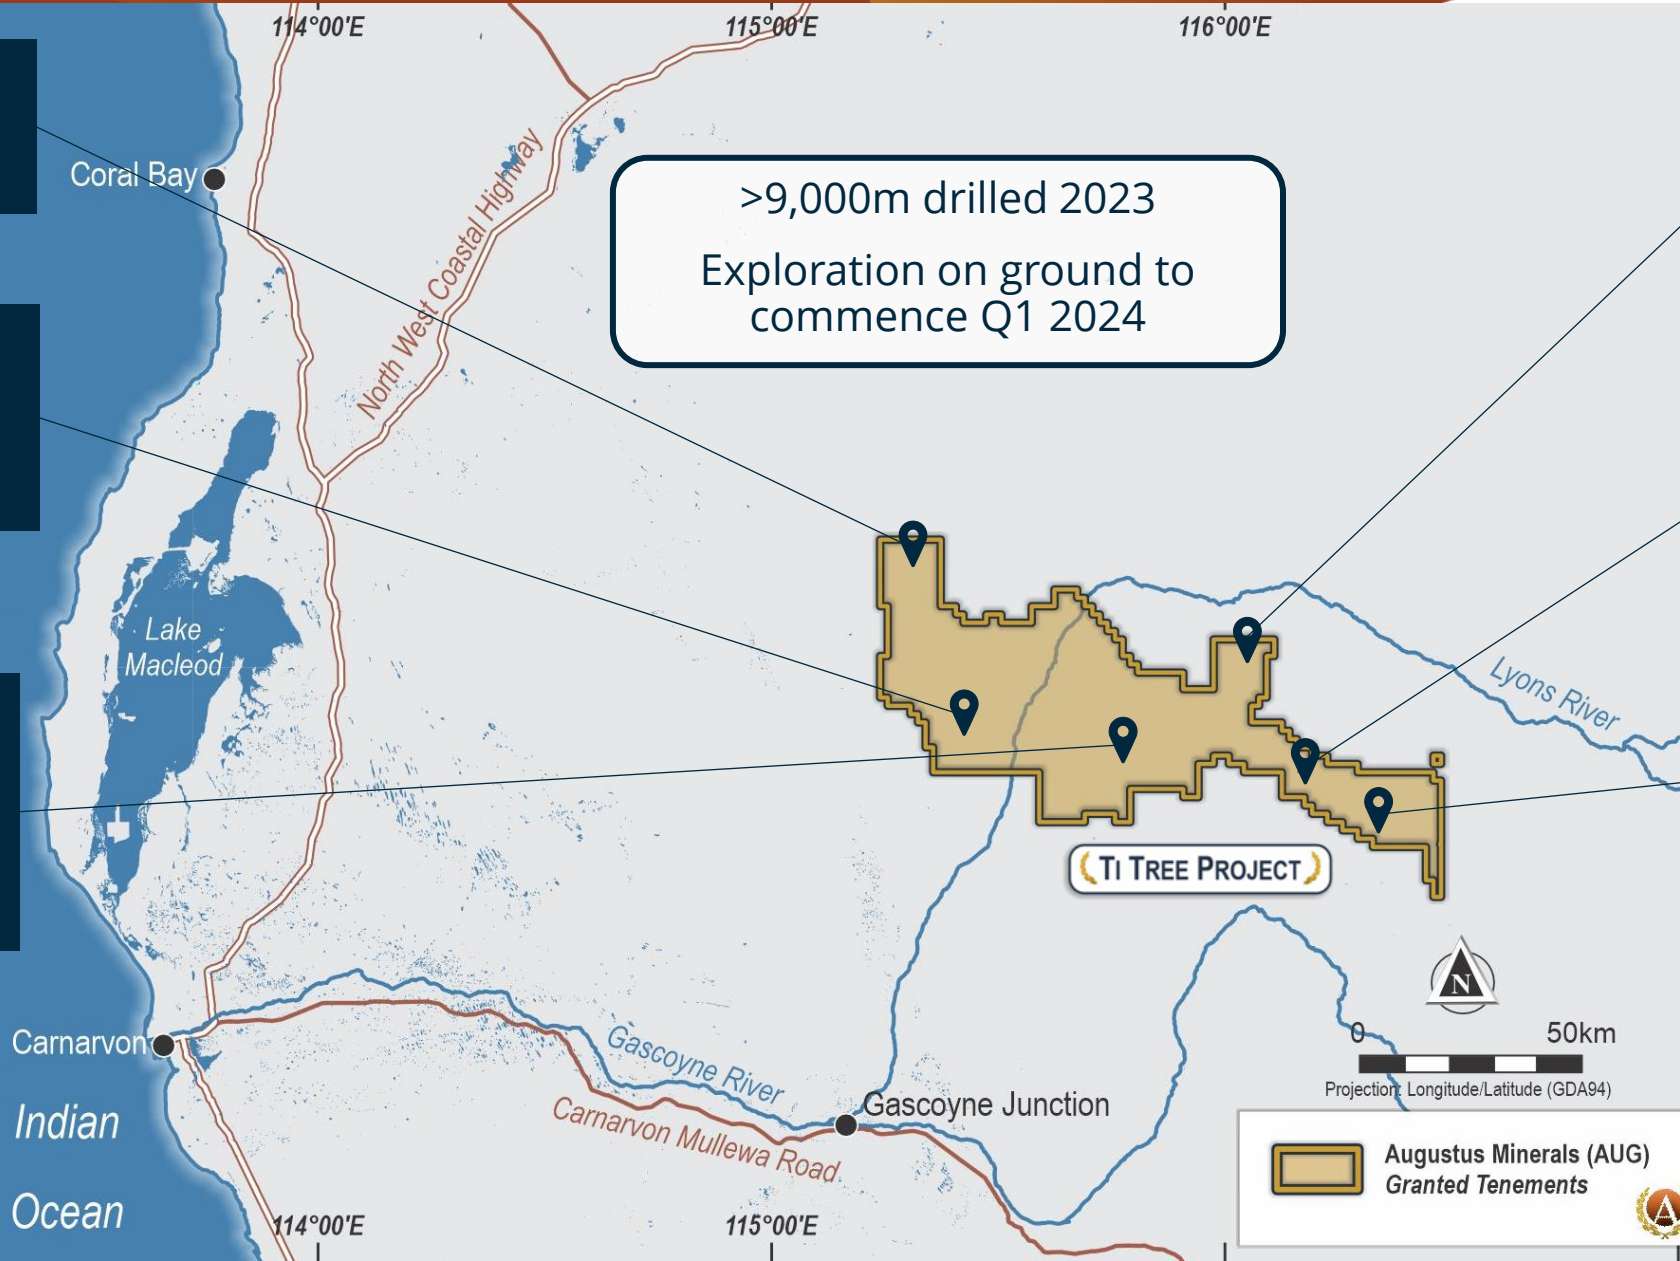 114°00'E
115°00'E
116°00'E
Coral Bay
North West Coastal Highway
>9,000m drilled 2023
Exploration on ground to
commence Q1 2024
Lake
Macleod
Lyons River
TI TREE PROJECT
N
Carnarvon
Gascoyne River
Carnarvon Mullewa Road
Gascoyne Junction
0
50km
Projection: Longitude/Latitude (GDA94)
Indian
Ocean
Augustus Minerals (AUG)
Granted Tenements
A
114°00'E
115°00'E